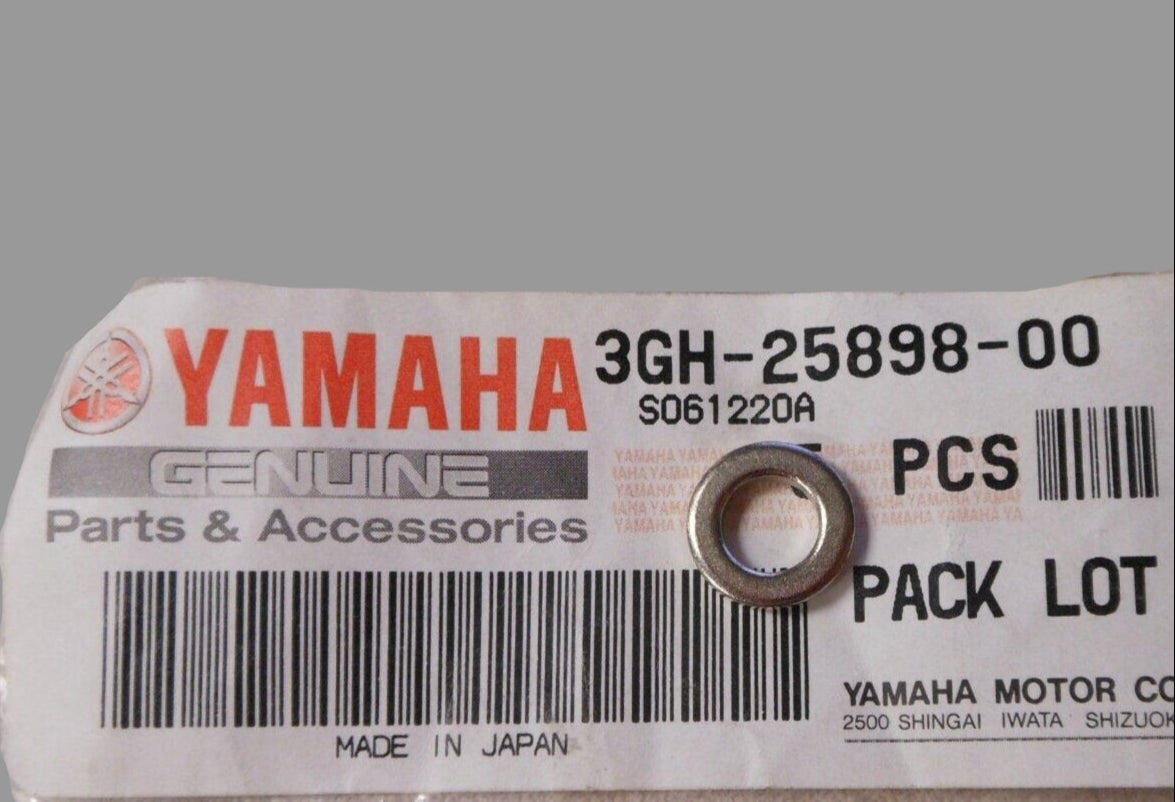 YAMAHA
GENUINE
Parts & Accessories
3GH-25898-00
S061220A
PCS
PACK LOT
YAMAHA MOTOR CO
2500 SHINGAI IWATA SHIZUOK
MADE IN JAPAN